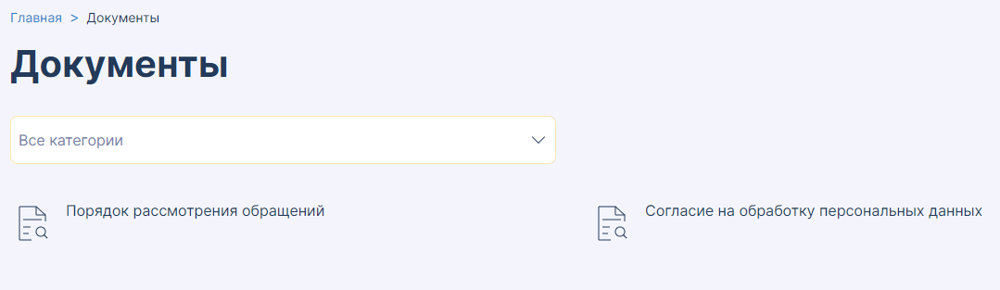 Главная > Документы
Документы
Все категории
Порядок рассмотрения обращений
Согласие на обработку персональных данных